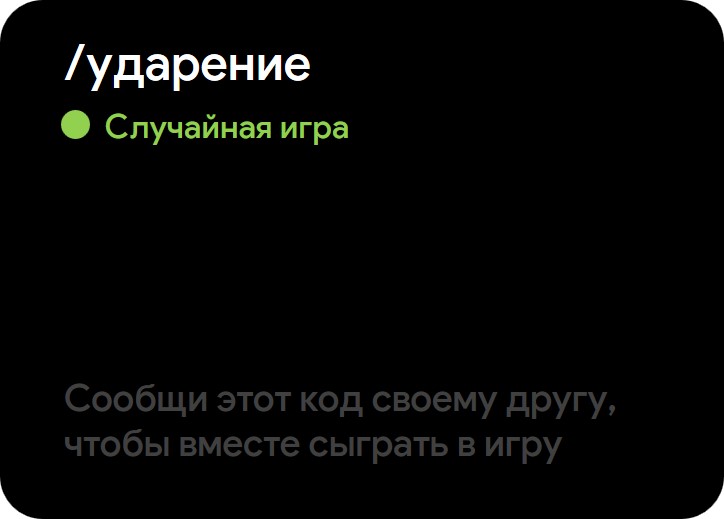 /ударение
Случайная игра
Сообщи этот код своему другу,
чтобы вместе сыграть в игру